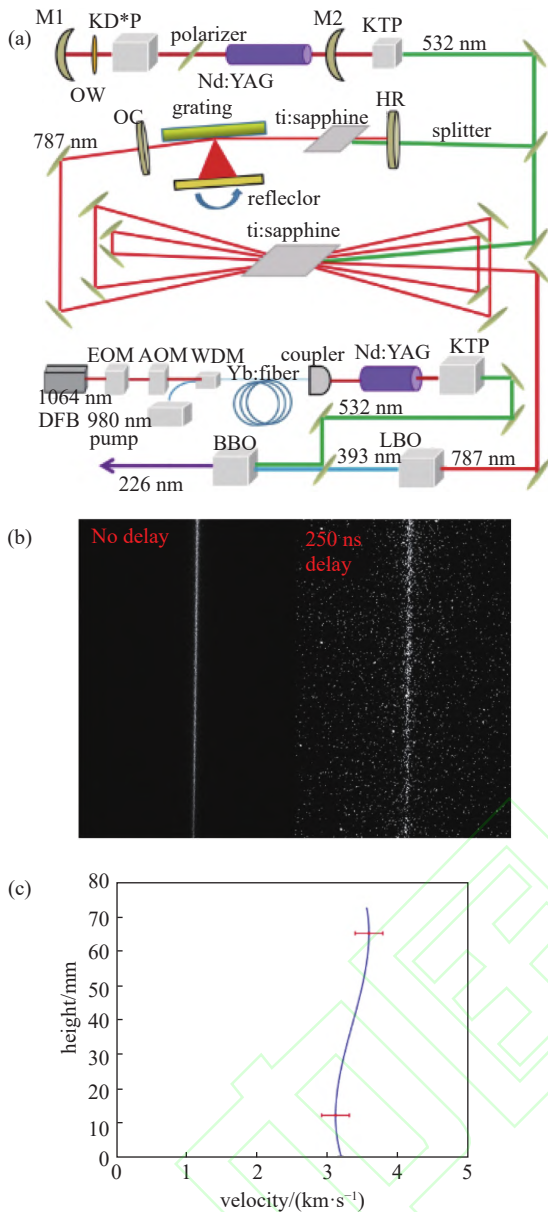 (a)
M1
KD*P
polarizer
M2
KTP
532 nm
OW
Nd:YAG
grating
HR
OC
ti:sapphine
787 nm
splitter
refleclor
ti:sapphine
EOM
AOM
WDM
coupler
Nd:YAG
KTP
Yb:fiber
1064 nm
DFB
980 nm
pump
532 nm
BBO
LBO
393 nm
787 nm
226 nm
(b)
No delay
250 ns
delay
(c)
80
70
60
50
40
30
20
10
0
height/mm
0
1
2
3
4
5
velocity/(km·s⁻¹)